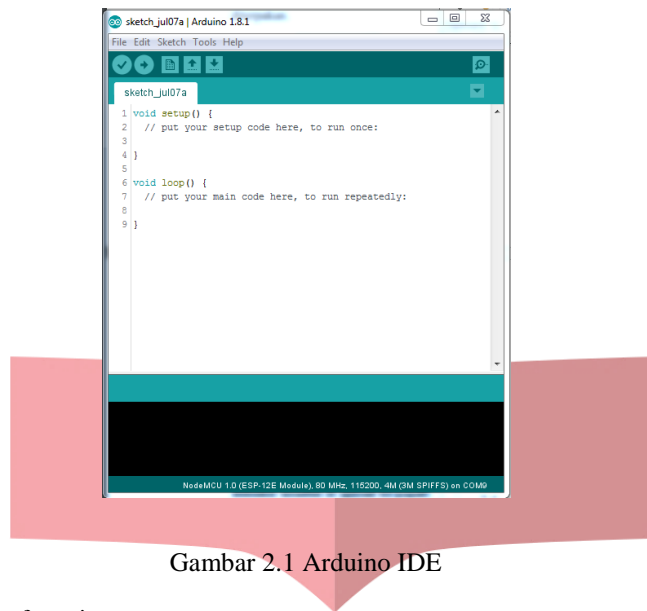 sketch_jul07a | Arduino 1.8.1
File Edit Sketch Tools Help
sketch_jul07a
1 void setup() {
2 // put your setup code here, to run once:
3
4 }
5
6 void loop() {
7 // put your main code here, to run repeatedly:
8
9 }
NodeMCU 1.0 (ESP-12E Module), 80 MHz, 115200, 4M (3M SPIFFS) on COM9
Gambar 2.1 Arduino IDE